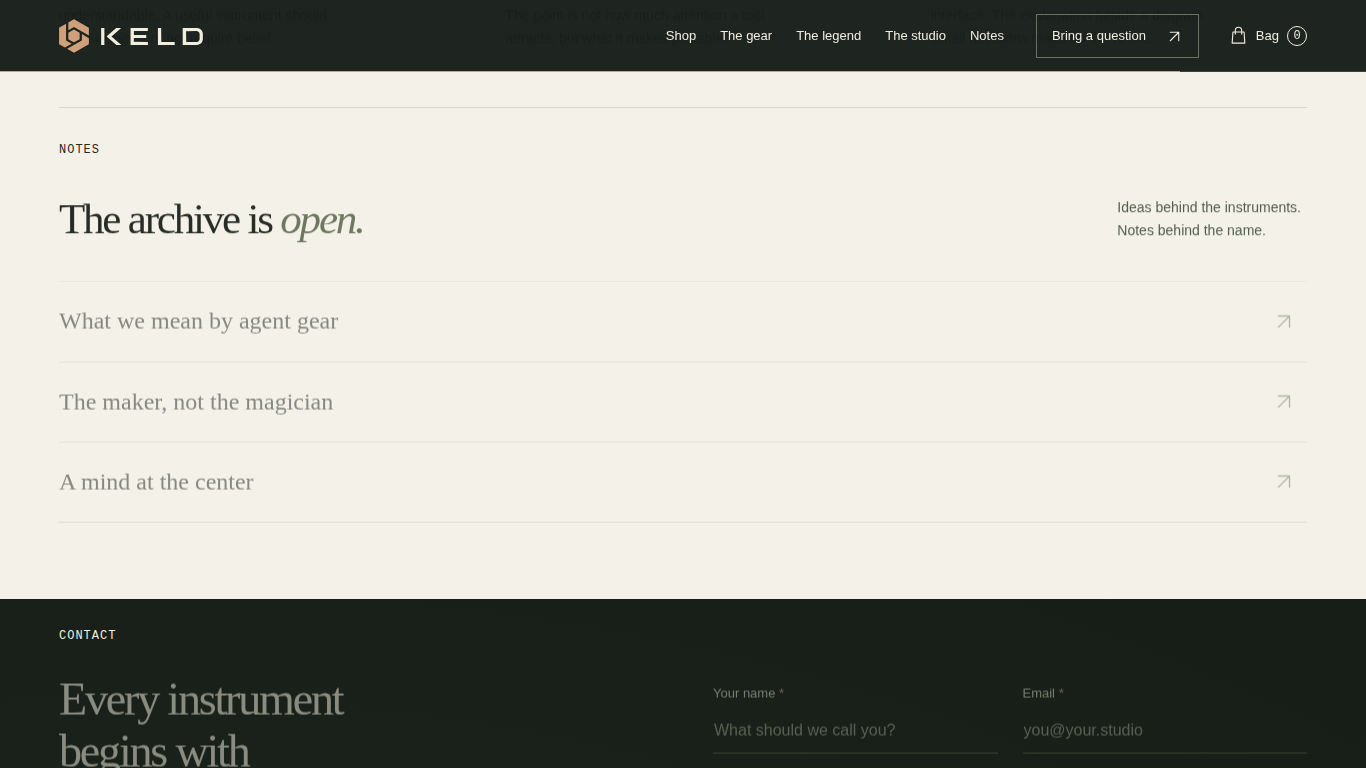 KELD
Shop
The gear
The legend
The studio
Notes
Bring a question
Bag
0
NOTES
The archive is open.
Ideas behind the instruments.
Notes behind the name.
What we mean by agent gear
The maker, not the magician
A mind at the center
CONTACT
Every instrument
begins with
Your name *
Email *
What should we call you?
you@your.studio